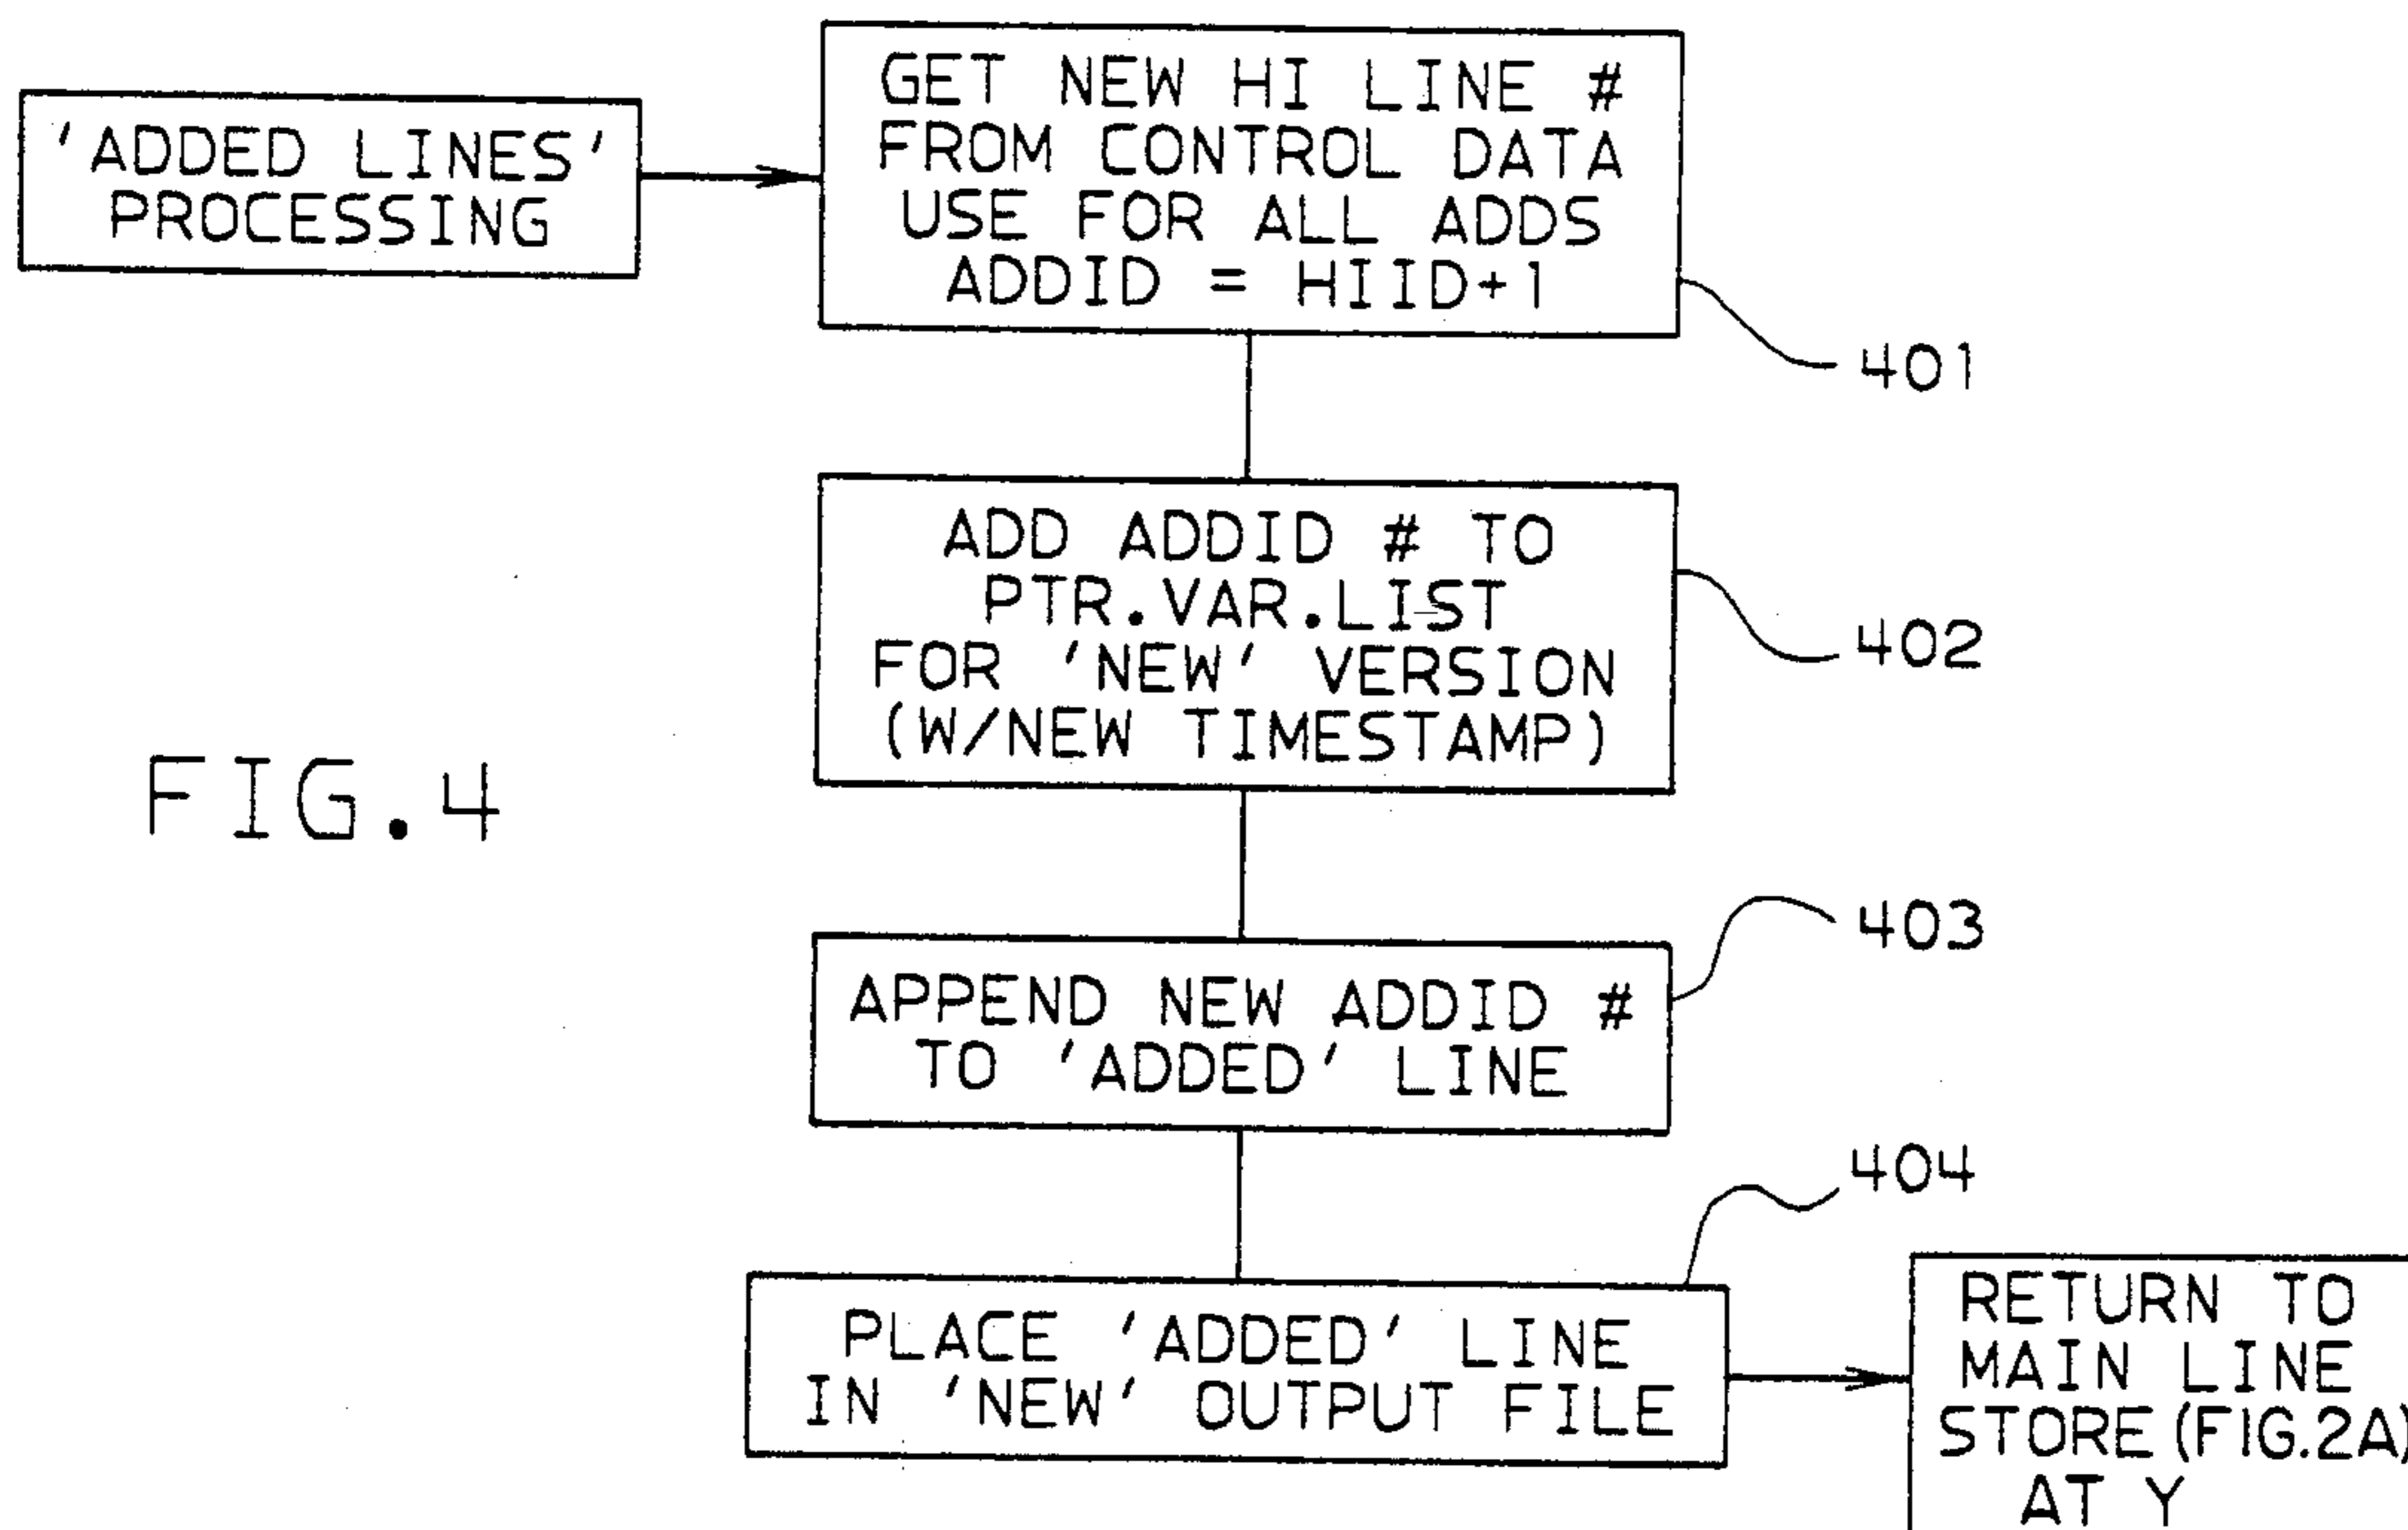 'ADDED LINES'
PROCESSING
GET NEW HI LINE #
FROM CONTROL DATA
USE FOR ALL ADDS
ADDID = HIID+1
401
ADD ADDID # TO
PTR.VAR.LIST
FOR 'NEW' VERSION
(W/NEW TIMESTAMP)
402
FIG.4
APPEND NEW ADDID #
TO 'ADDED' LINE
403
PLACE 'ADDED' LINE
IN 'NEW' OUTPUT FILE
404
RETURN TO
MAIN LINE
STORE (FIG.2A)
AT Y